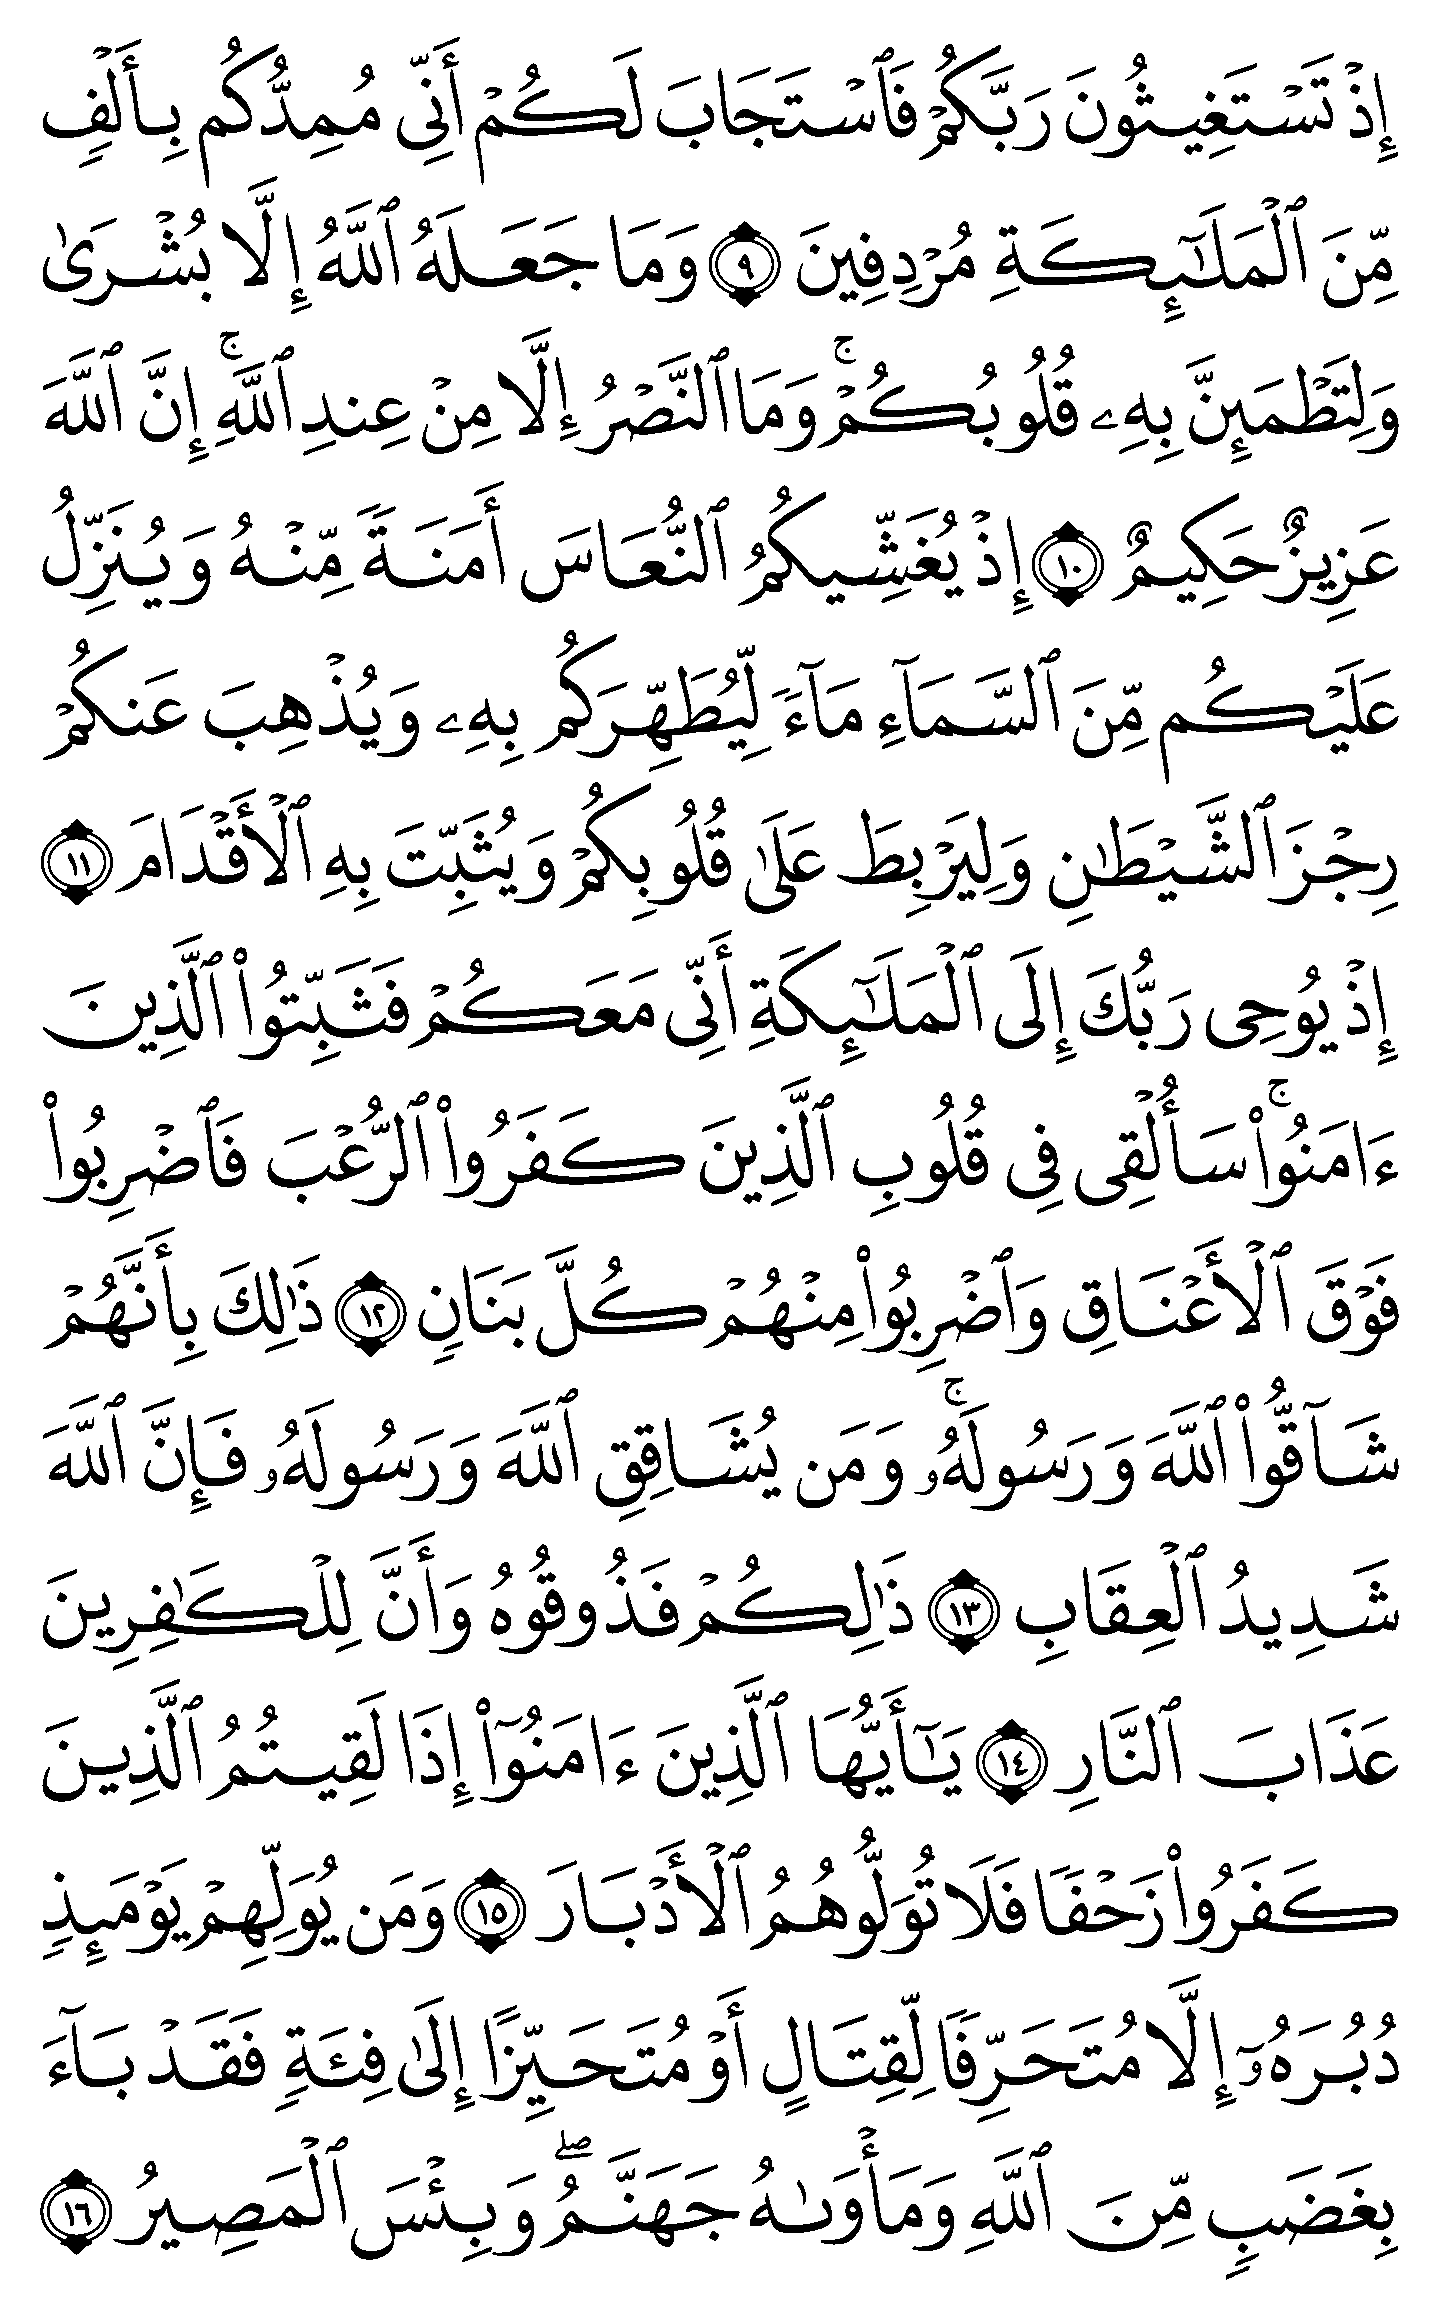 إِذۡ تَسۡتَغِيثُونَ رَبَّكُمۡ فَٱسۡتَجَابَ لَكُمۡ أَنِّي مُمِدُّكُم بِأَلۡفٖ
مِّنَ ٱلۡمَلَٰٓئِكَةِ مُرۡدِفِينَ ٩ وَمَا جَعَلَهُ ٱللَّهُ إِلَّا بُشۡرَىٰ
وَلِتَطۡمَئِنَّ بِهِۦ قُلُوبُكُمۡۚ وَمَا ٱلنَّصۡرُ إِلَّا مِنۡ عِندِ ٱللَّهِۚ إِنَّ ٱللَّهَ
عَزِيزٌ حَكِيمٌ ١٠ إِذۡ يُغَشِّيكُمُ ٱلنُّعَاسَ أَمَنَةٗ مِّنۡهُ وَيُنَزِّلُ
عَلَيۡكُم مِّنَ ٱلسَّمَآءِ مَآءٗ لِّيُطَهِّرَكُم بِهِۦ وَيُذۡهِبَ عَنكُمۡ
رِجۡزَ ٱلشَّيۡطَٰنِ وَلِيَرۡبِطَ عَلَىٰ قُلُوبِكُمۡ وَيُثَبِّتَ بِهِ ٱلۡأَقۡدَامَ ١١
إِذۡ يُوحِي رَبُّكَ إِلَى ٱلۡمَلَٰٓئِكَةِ أَنِّي مَعَكُمۡ فَثَبِّتُواْ ٱلَّذِينَ
ءَامَنُواْۚ سَأُلۡقِي فِي قُلُوبِ ٱلَّذِينَ كَفَرُواْ ٱلرُّعۡبَ فَٱضۡرِبُواْ
فَوۡقَ ٱلۡأَعۡنَاقِ وَٱضۡرِبُواْ مِنۡهُمۡ كُلَّ بَنَانٖ ١٢ ذَٰلِكَ بِأَنَّهُمۡ
شَآقُّواْ ٱللَّهَ وَرَسُولَهُۥۚ وَمَن يُشَاقِقِ ٱللَّهَ وَرَسُولَهُۥ فَإِنَّ ٱللَّهَ
شَدِيدُ ٱلۡعِقَابِ ١٣ ذَٰلِكُمۡ فَذُوقُوهُ وَأَنَّ لِلۡكَٰفِرِينَ
عَذَابَ ٱلنَّارِ ١٤ يَٰٓأَيُّهَا ٱلَّذِينَ ءَامَنُوٓاْ إِذَا لَقِيتُمُ ٱلَّذِينَ
كَفَرُواْ زَحۡفٗا فَلَا تُوَلُّوهُمُ ٱلۡأَدۡبَارَ ١٥ وَمَن يُوَلِّهِمۡ يَوۡمَئِذٖ
دُبُرَهُۥٓ إِلَّا مُتَحَرِّفٗا لِّقِتَالٍ أَوۡ مُتَحَيِّزًا إِلَىٰ فِئَةٖ فَقَدۡ بَآءَ
بِغَضَبٖ مِّنَ ٱللَّهِ وَمَأۡوَىٰهُ جَهَنَّمُۖ وَبِئۡسَ ٱلۡمَصِيرُ ١٦